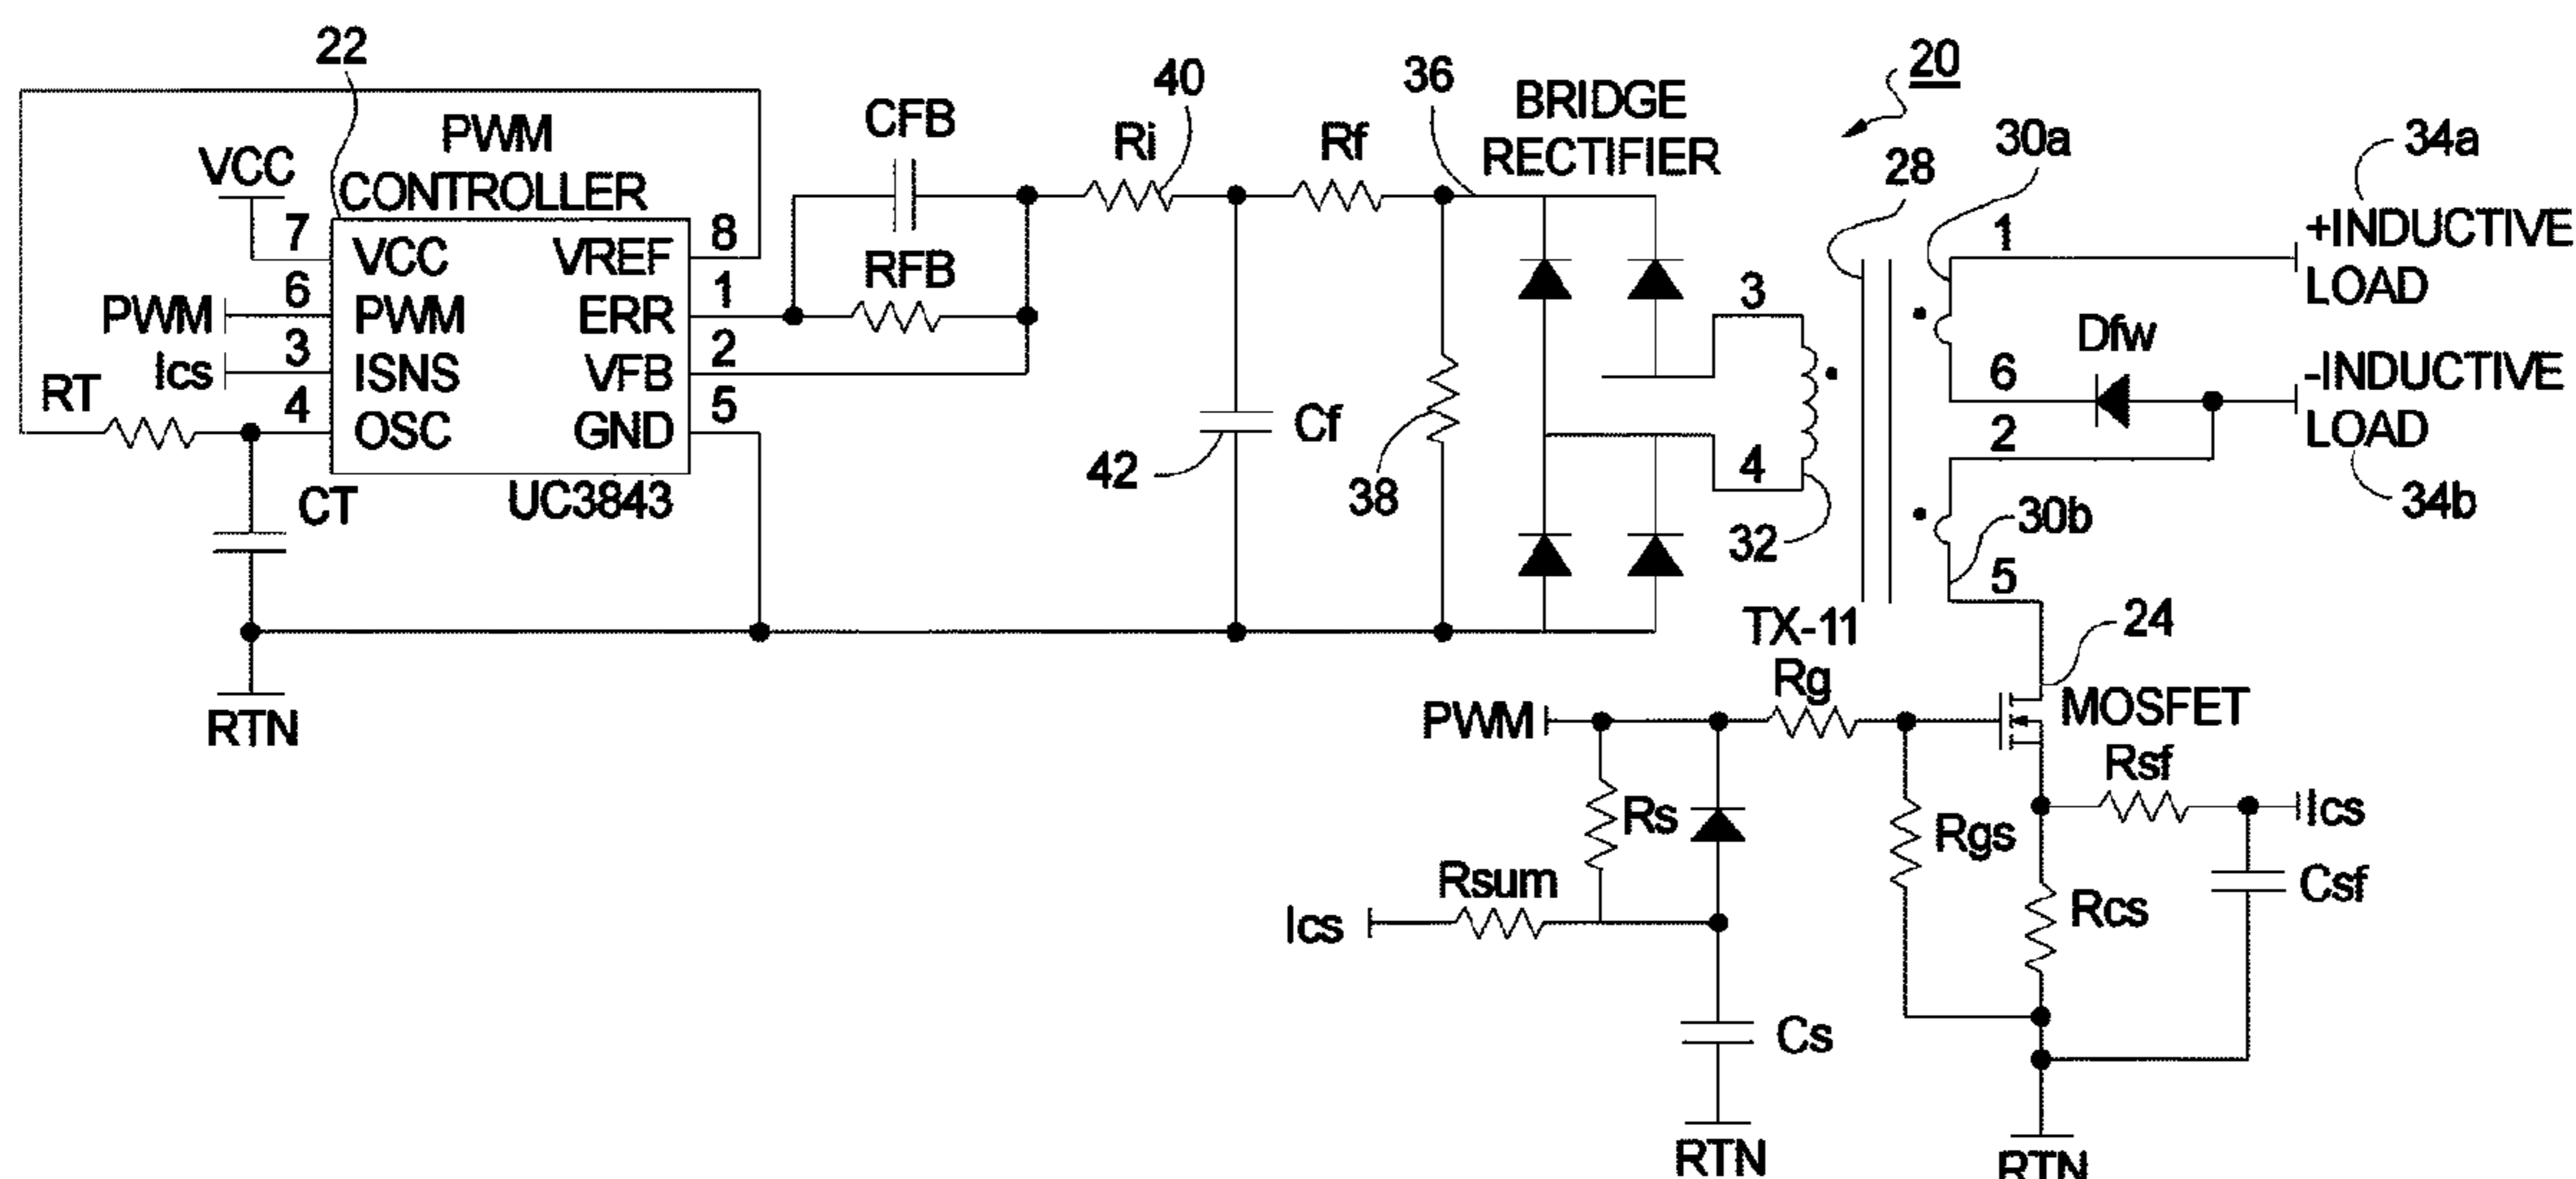 22
PWM
CONTROLLER
VCC
7
VCC
VREF
8
6
PWM
PWM
ERR
1
3
Ics
ISNS
VFB
2
RT
4
OSC
GND
5
CT
UC3843
RTN
CFB
RFB
Ri
40
Rf
36
BRIDGE
RECTIFIER
Cf
42
38
3
4
32
28
TX-11
20
30a
34a
1
+INDUCTIVE
LOAD
Dfw
6
-INDUCTIVE
LOAD
2
34b
30b
5
24
MOSFET
PWM
Rg
Rs
Rgs
Rsf
Ics
Csf
Rcs
Rsum
Ics
Cs
RTN
RTN